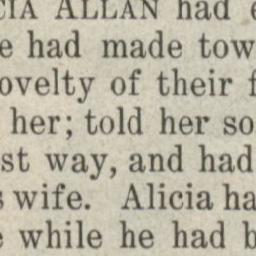 CIA ALLAN had e
e had made tow
ovelty of their f
her; told her so
st way, and had
s wife. Alicia ha
e while he had b